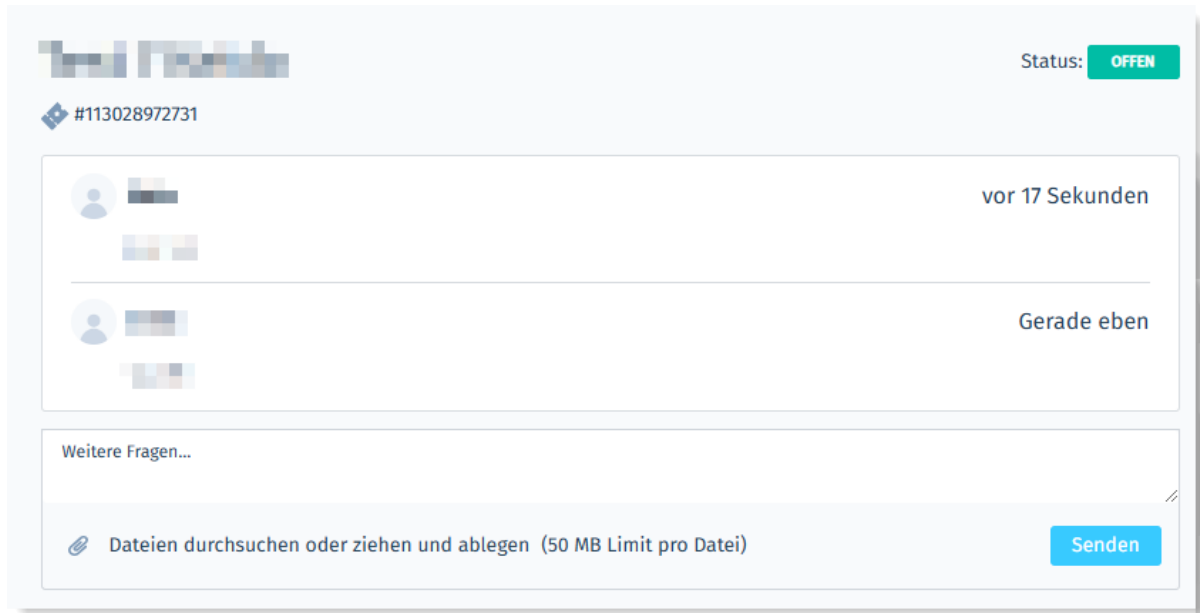 Status: OFFEN
#113028972731
vor 17 Sekunden
Gerade eben
Weitere Fragen...
Dateien durchsuchen oder ziehen und ablegen (50 MB Limit pro Datei)
Senden